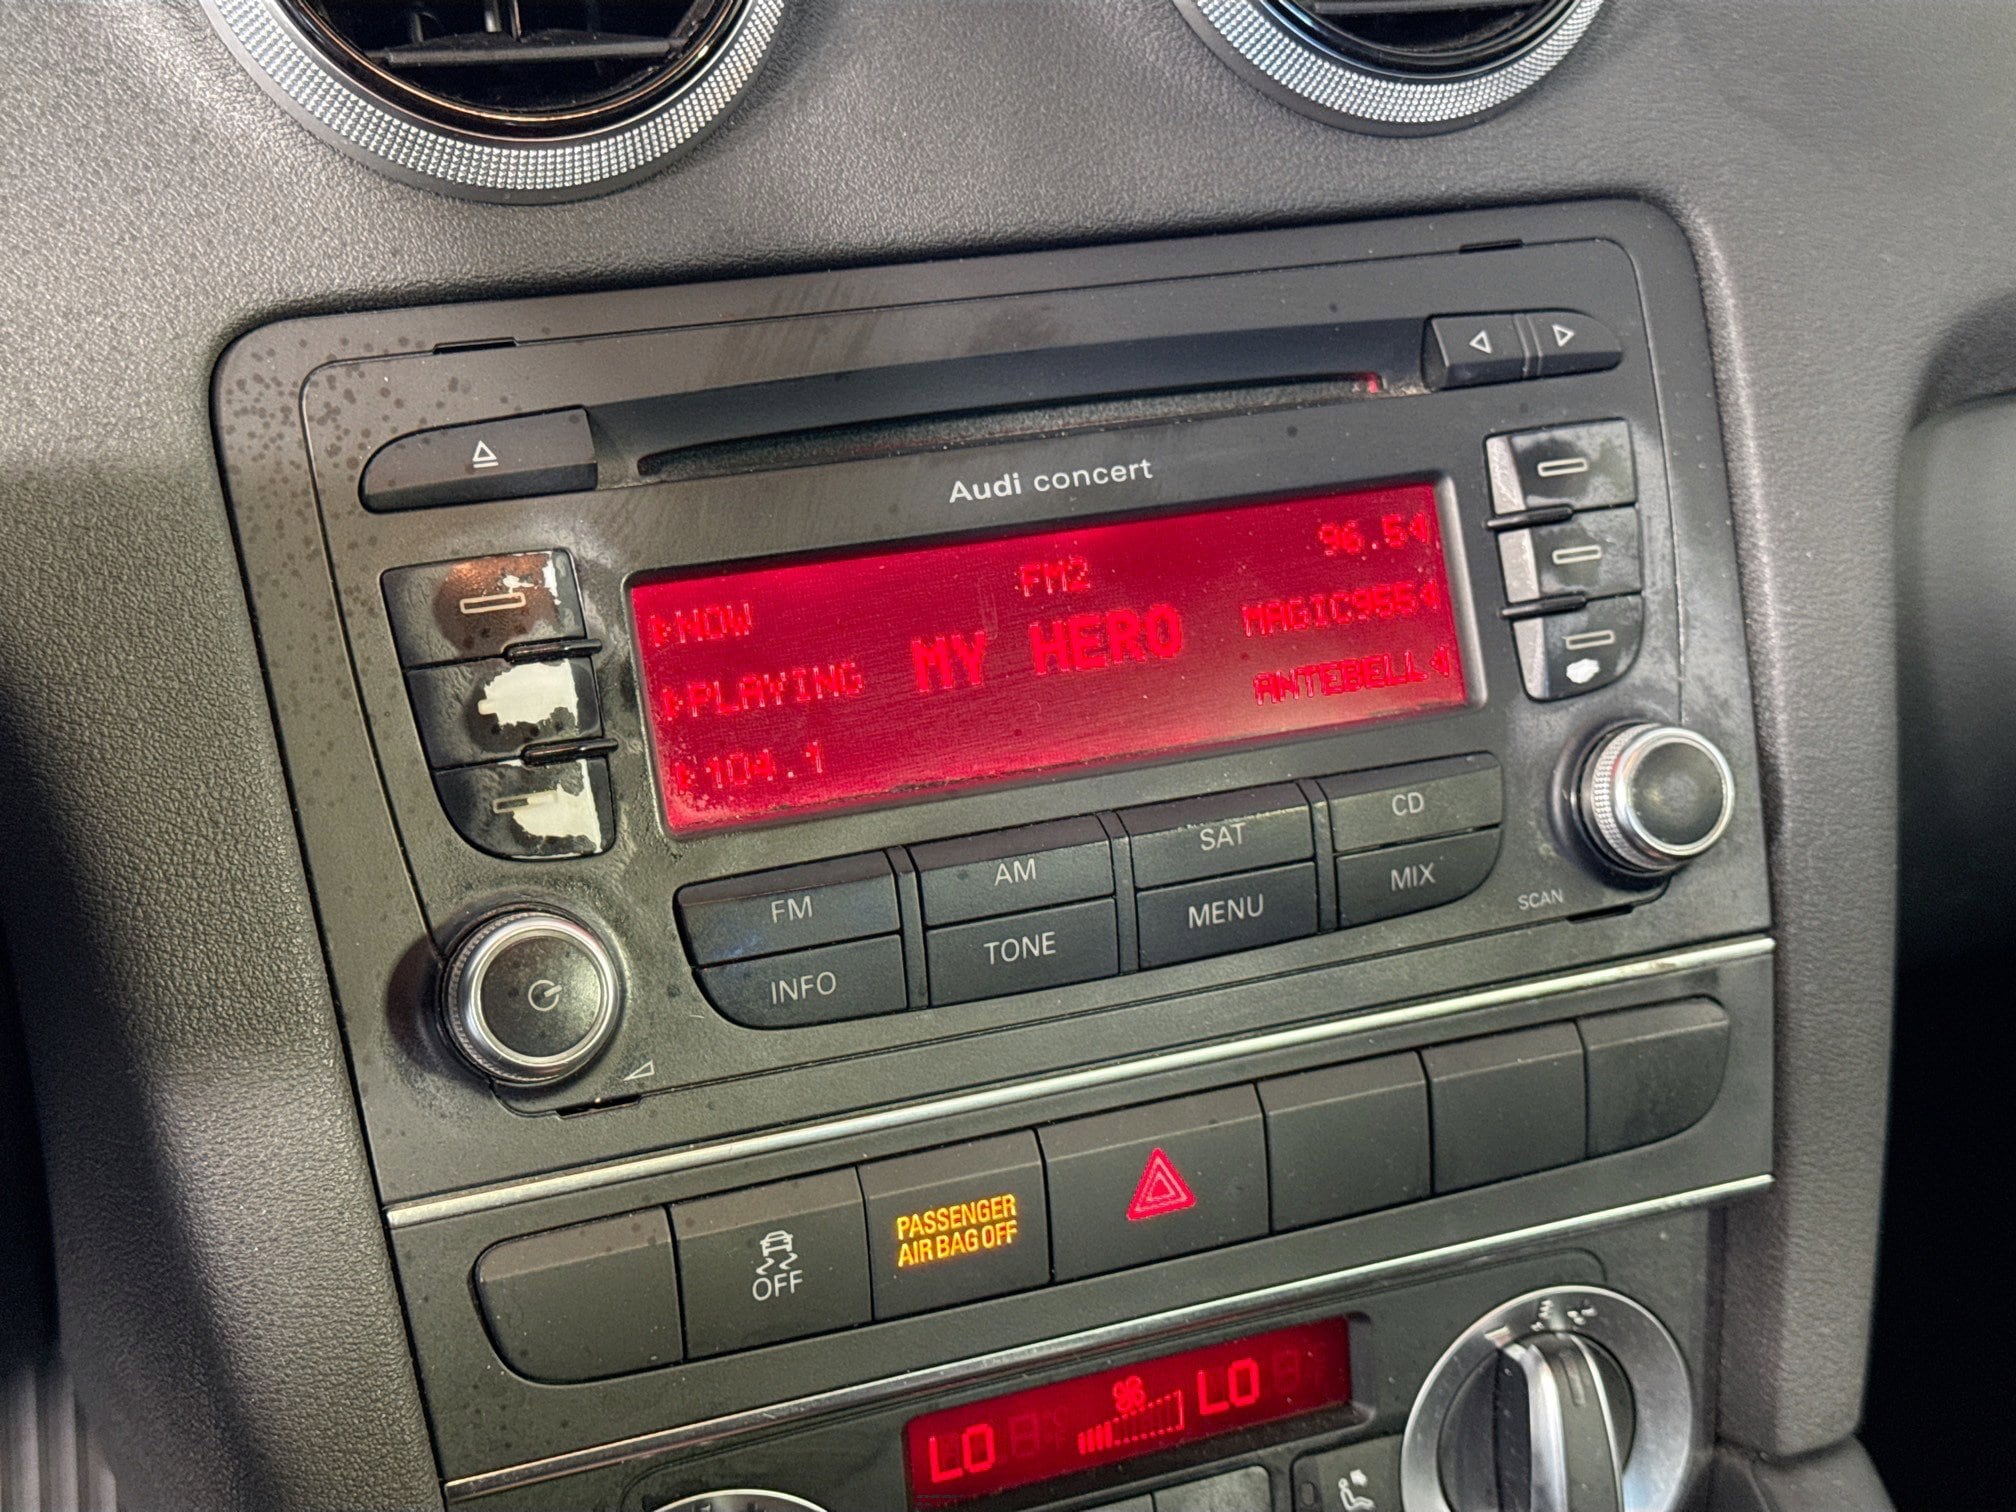 Audi concert
FM2
96.5
NOW
MY HERO
MAGIC955
PLAYING
ANTEBELL
104.1
FM
AM
SAT
CD
INFO
TONE
MENU
MIX
SCAN
OFF
PASSENGER
AIR BAG OFF
LO
LO